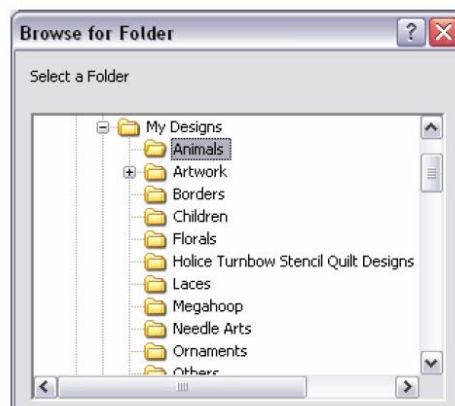 Browse for Folder
Select a Folder
My Designs
Animals
Artwork
Borders
Children
Florals
Holice Turnbow Stencil Quilt Designs
Laces
Megahoop
Needle Arts
Ornaments
Others